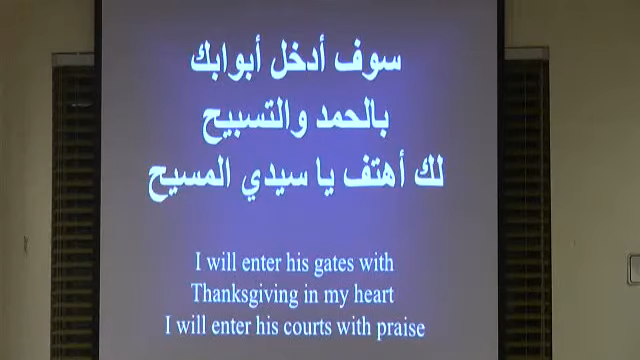 سوف أدخل أبوابك
بالحمد والتسبيح
لك أهتف يا سيدي المسيح
I will enter his gates with
Thanksgiving in my heart
I will enter his courts with praise